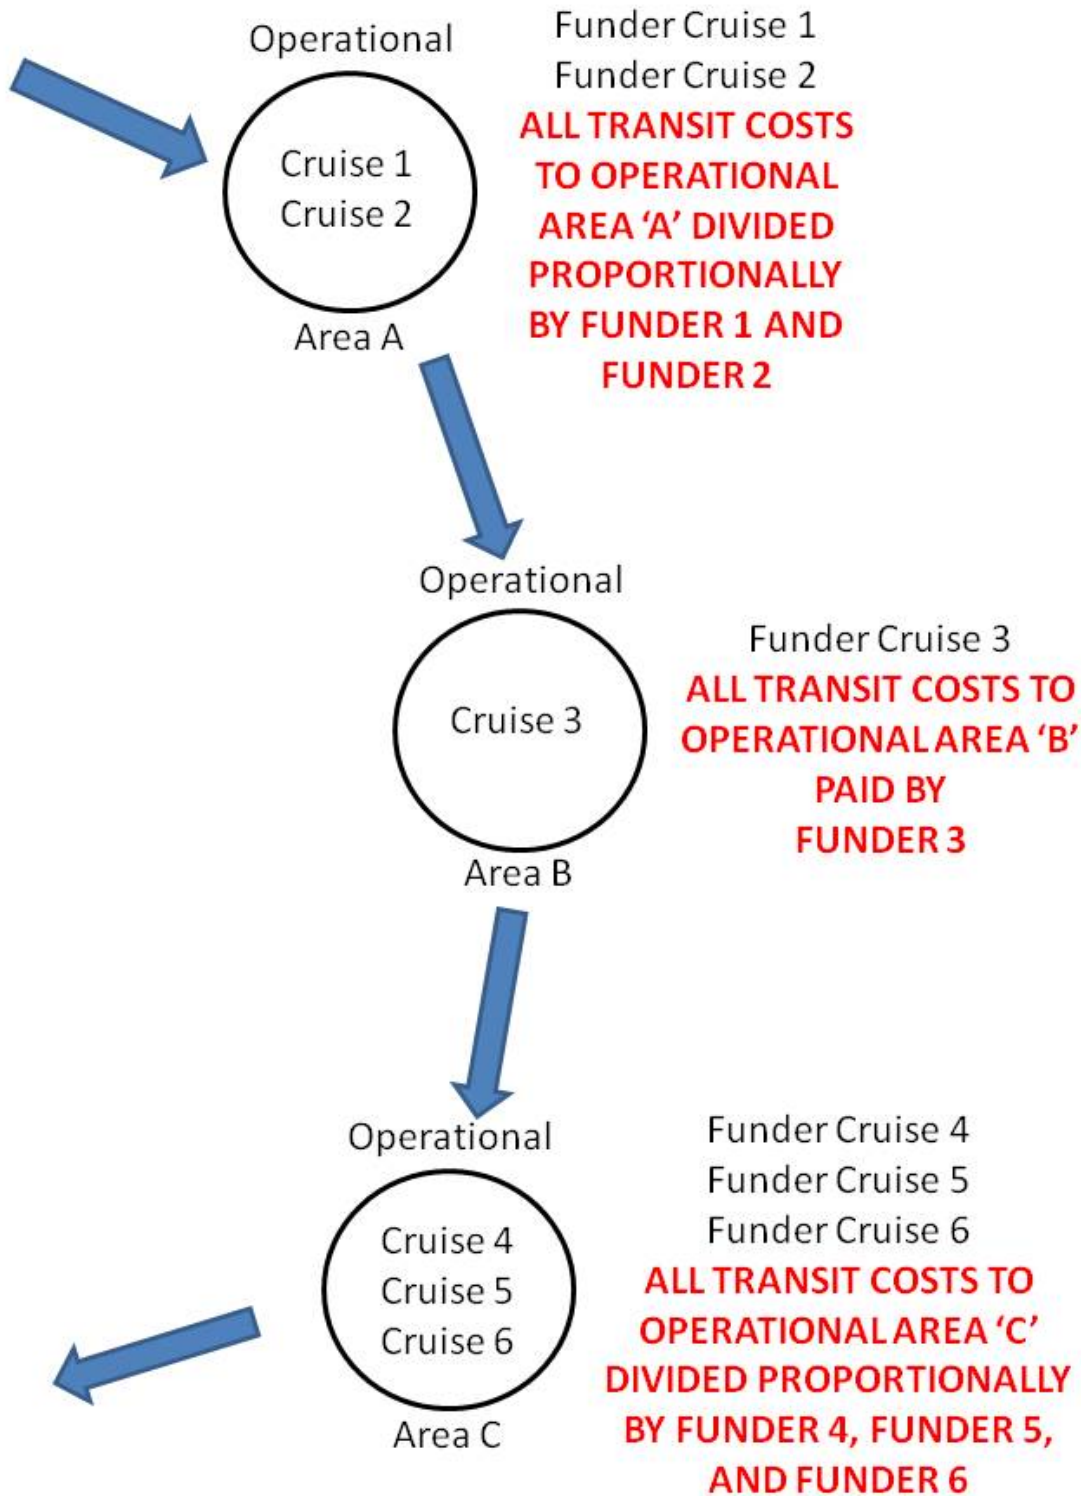 Operational
Funder Cruise 1
Funder Cruise 2
ALL TRANSIT COSTS
TO OPERATIONAL
AREA ‘A’ DIVIDED
PROPORTIONALLY
BY FUNDER 1 AND
FUNDER 2
Cruise 1
Cruise 2
Area A
Operational
Cruise 3
Area B
Funder Cruise 3
ALL TRANSIT COSTS TO
OPERATIONAL AREA ‘B’
PAID BY
FUNDER 3
Operational
Cruise 4
Cruise 5
Cruise 6
Area C
Funder Cruise 4
Funder Cruise 5
Funder Cruise 6
ALL TRANSIT COSTS TO
OPERATIONAL AREA ‘C’
DIVIDED PROPORTIONALLY
BY FUNDER 4, FUNDER 5,
AND FUNDER 6